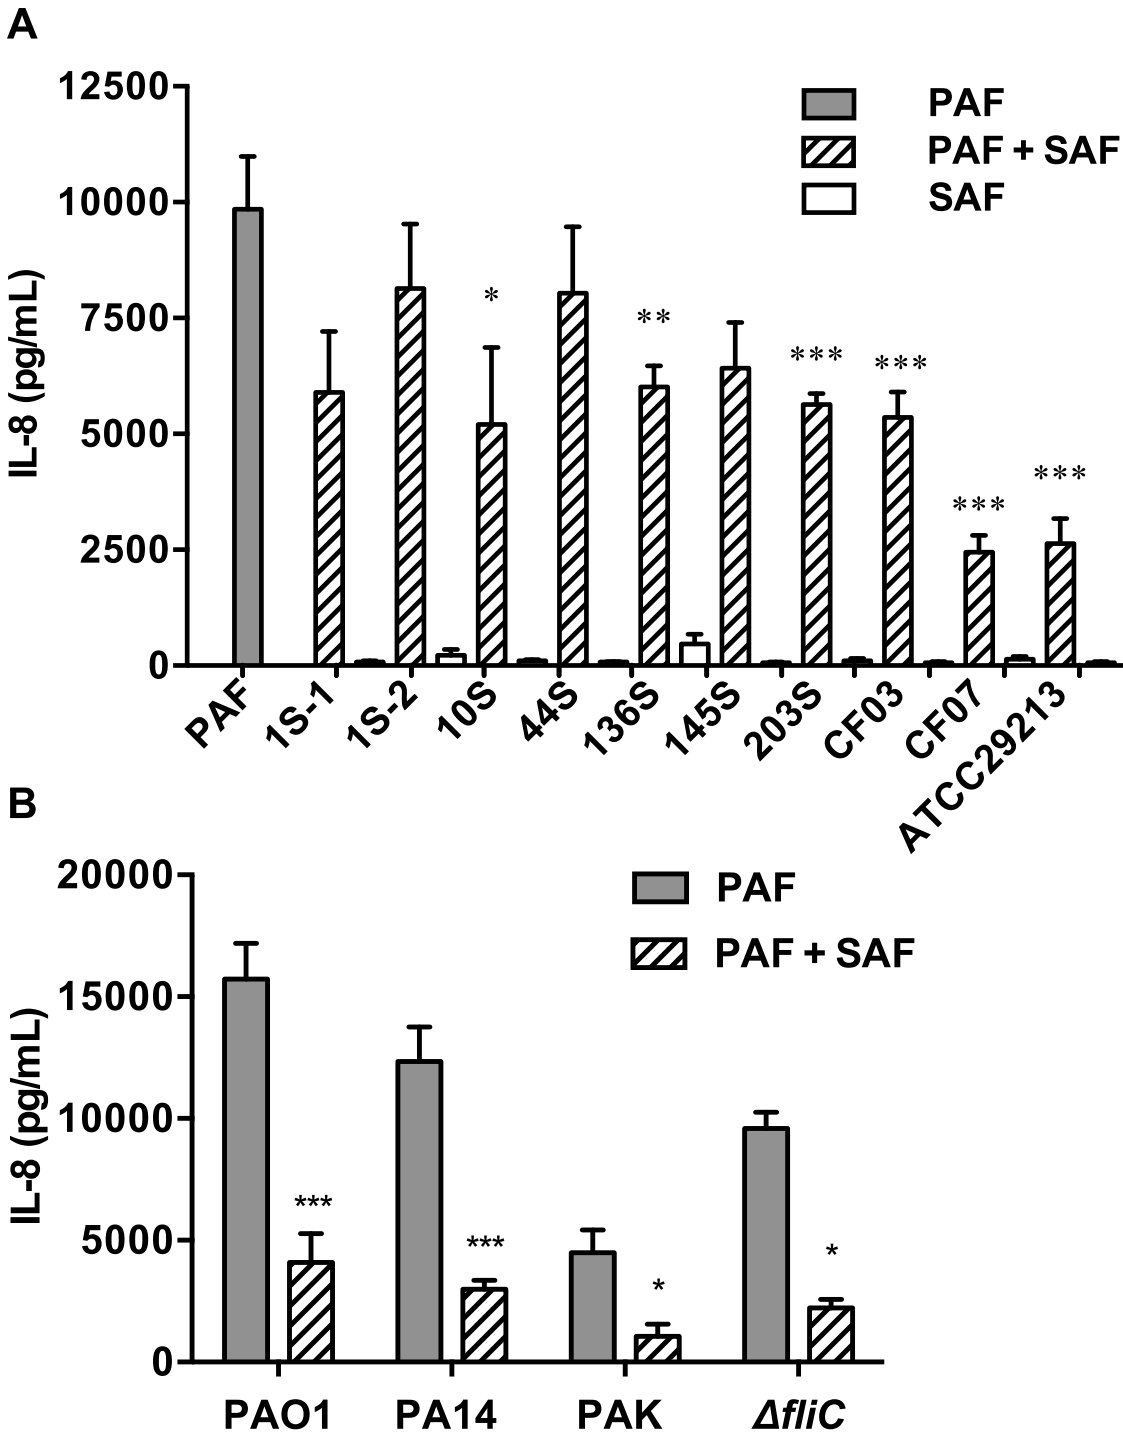 A
12500
10000
7500
5000
2500
0
IL-8 (pg/mL)
PAF
PAF + SAF
SAF
*
**
***
***
***
***
PAF
1S-1
1S-2
10S
44S
136S
145S
203S
CF03
CF07
ATCC29213
B
20000
15000
10000
5000
0
IL-8 (pg/mL)
PAF
PAF + SAF
***
***
*
*
PAO1
PA14
PAK
ΔfliC